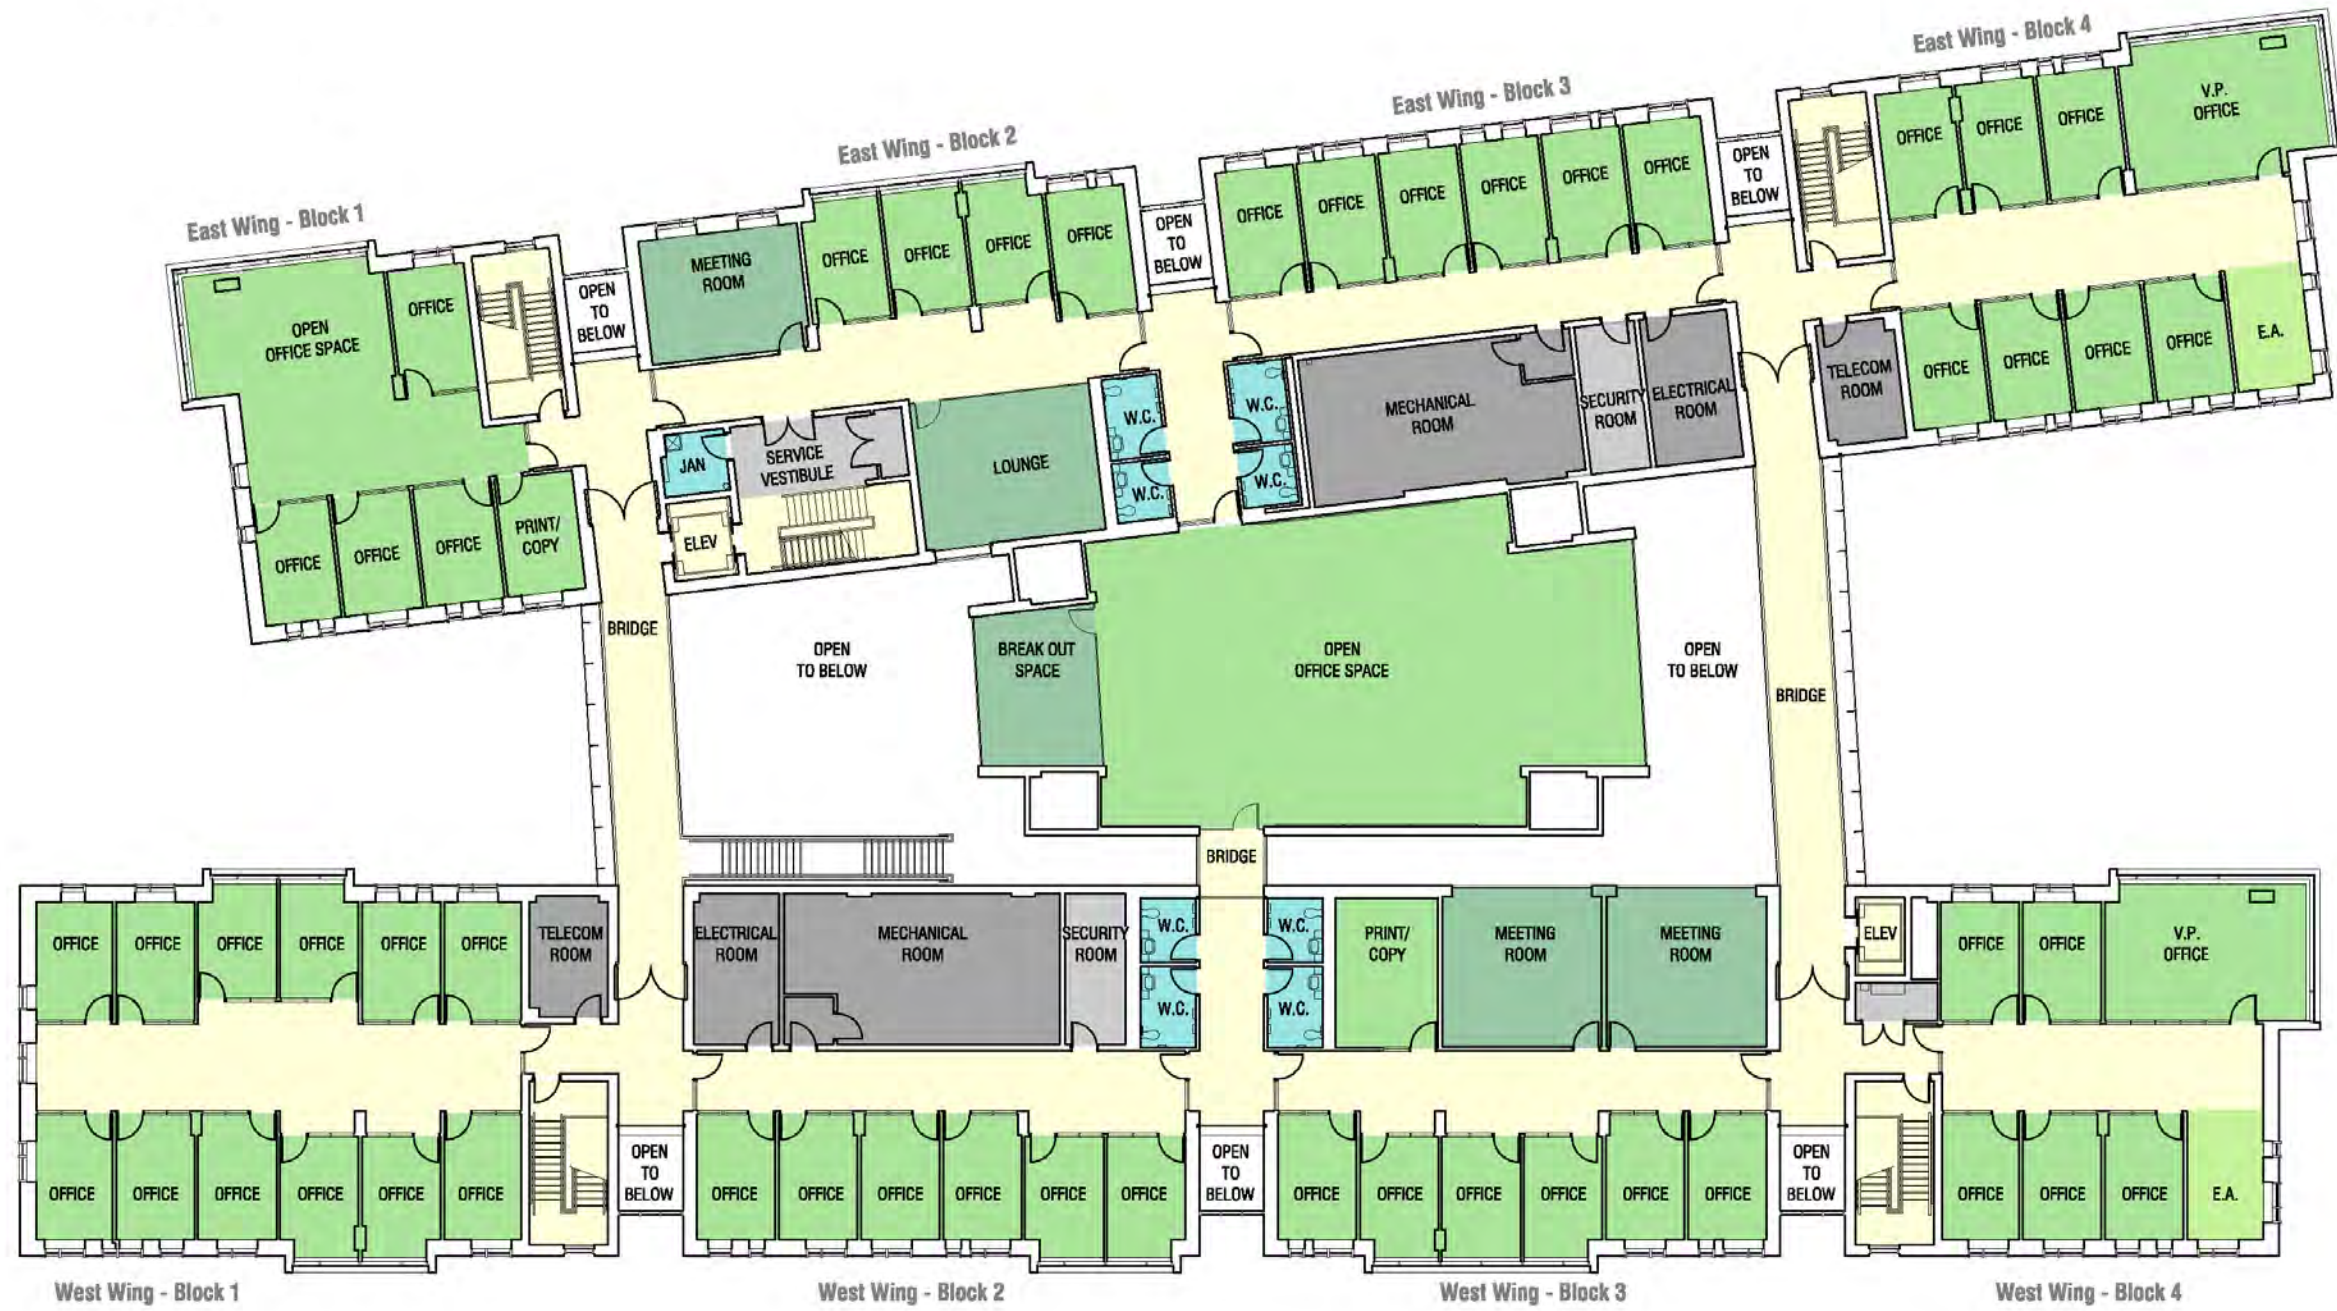 East Wing - Block 4
East Wing - Block 3
East Wing - Block 2
East Wing - Block 1
V.P.
OFFICE
OFFICE
OFFICE
OFFICE
OPEN
TO
BELOW
OFFICE
OFFICE
OFFICE
OFFICE
OFFICE
OFFICE
OPEN
TO
BELOW
OFFICE
OFFICE
OFFICE
OFFICE
MEETING
ROOM
OPEN
TO
BELOW
OFFICE
OPEN
OFFICE SPACE
E.A.
OFFICE
OFFICE
OFFICE
OFFICE
TELECOM
ROOM
ELECTRICAL
ROOM
SECURITY
ROOM
MECHANICAL
ROOM
W.C.
W.C.
W.C.
W.C.
LOUNGE
SERVICE
VESTIBULE
JAN
ELEV
PRINT/
COPY
OFFICE
OFFICE
OFFICE
BRIDGE
OPEN
TO BELOW
BREAK OUT
SPACE
OPEN
OFFICE SPACE
OPEN
TO BELOW
BRIDGE
BRIDGE
OFFICE
OFFICE
OFFICE
OFFICE
OFFICE
OFFICE
TELECOM
ROOM
ELECTRICAL
ROOM
MECHANICAL
ROOM
SECURITY
ROOM
W.C.
W.C.
W.C.
W.C.
PRINT/
COPY
MEETING
ROOM
MEETING
ROOM
ELEV
OFFICE
OFFICE
V.P.
OFFICE
OFFICE
OFFICE
OFFICE
OFFICE
OFFICE
OFFICE
OPEN
TO
BELOW
OFFICE
OFFICE
OFFICE
OFFICE
OFFICE
OFFICE
OPEN
TO
BELOW
OFFICE
OFFICE
OFFICE
OFFICE
OFFICE
OFFICE
OPEN
TO
BELOW
OFFICE
OFFICE
OFFICE
E.A.
West Wing - Block 1
West Wing - Block 2
West Wing - Block 3
West Wing - Block 4